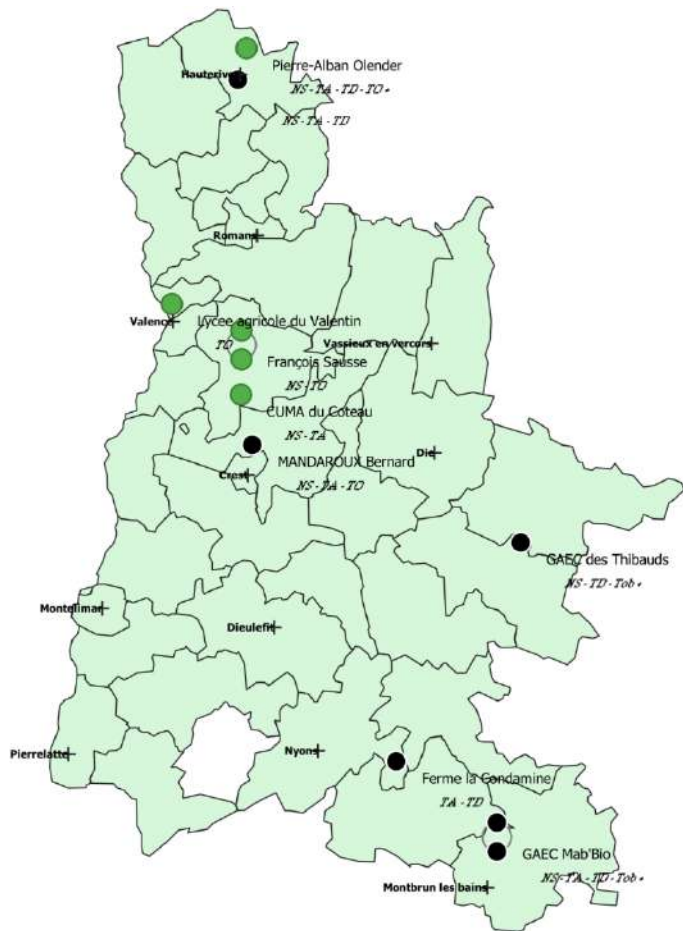 Pierre-Alban Olender
Hauterives
NS - TA - TD - TO *
NS - TA - TD
Romans
Lycee agricole du Valentin
Valence
TO
Vassieux en vercors
François Sausse
NS - TO
CUMA du Coteau
NS - TA
MANDAROUX Bernard
Die
Crest
NS - TA - TO
GAEC des Thibauds
NS - TD - Tob *
Montelimar
Dieulefit
Nyons
Pierrelatte
Ferme la Condamine
TA - TD
GAEC Mab'Bio
NS - TA - TD - Tob *
Montbrun les bains